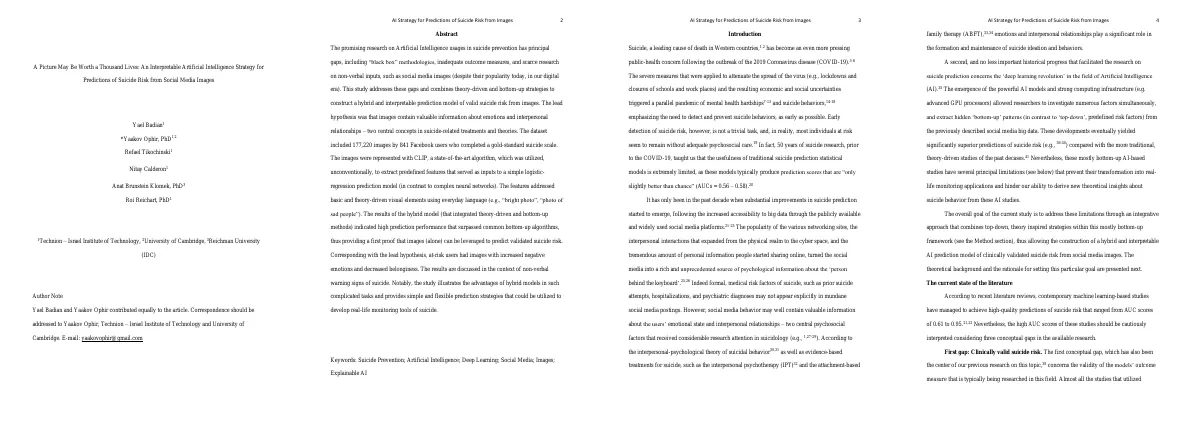 A Picture May Be Worth a Thousand Lives: An Interpretable Artificial Intelligence Strategy for
Predictions of Suicide Risk from Social Media Images
Yael Badian¹
*Yaakov Ophir, PhD¹,²
Refael Tikochinski¹
Nitay Calderon¹
Anat Brunstein Klomek, PhD³
Roi Reichart, PhD¹
¹Technion – Israel Institute of Technology, ²University of Cambridge, ³Reichman University
(IDC)
Author Note
Yael Badian and Yaakov Ophir contributed equally to the article. Correspondence should be
addressed to Yaakov Ophir, Technion – Israel Institute of Technology and University of
Cambridge. E-mail: yaakovophir@gmail.com
AI Strategy for Predictions of Suicide Risk from Images 2
Abstract
The promising research on Artificial Intelligence usages in suicide prevention has principal
gaps, including "black box" methodologies, inadequate outcome measures, and scarce research
on non-verbal inputs, such as social media images (despite their popularity today, in our digital
era). This study addresses these gaps and combines theory-driven and bottom-up strategies to
construct a hybrid and interpretable prediction model of valid suicide risk from images. The lead
hypothesis was that images contain valuable information about emotions and interpersonal
relationships – two central concepts in suicide-related treatments and theories. The dataset
included 177,220 images by 841 Facebook users who completed a gold-standard suicide scale.
The images were represented with CLIP, a state-of-the-art algorithm, which was utilized,
unconventionally, to extract predefined features that served as inputs to a simple logistic-
regression prediction model (in contrast to complex neural networks). The features addressed
basic and theory-driven visual elements using everyday language (e.g., "bright photo", "photo of
sad people"). The results of the hybrid model (that integrated theory-driven and bottom-up
methods) indicated high prediction performance that surpassed common bottom-up algorithms,
thus providing a first proof that images (alone) can be leveraged to predict validated suicide risk.
Corresponding with the lead hypothesis, at-risk users had images with increased negative
emotions and decreased belonginess. The results are discussed in the context of non-verbal
warning signs of suicide. Notably, the study illustrates the advantages of hybrid models in such
complicated tasks and provides simple and flexible prediction strategies that could be utilized to
develop real-life monitoring tools of suicide.
Keywords: Suicide Prevention; Artificial Intelligence; Deep Learning; Social Media; Images;
Explainable AI
AI Strategy for Predictions of Suicide Risk from Images 3
Introduction
Suicide, a leading cause of death in Western countries,¹,² has become an even more pressing
public-health concern following the outbreak of the 2019 Coronavirus disease (COVID-19).
The severe measures that were applied to attenuate the spread of the virus (e.g., lockdowns and
closures of schools and work places) and the resulting economic and social uncertainties
triggered a parallel pandemic of mental health hardships and suicide behaviors,
emphasizing the need to detect and prevent suicide behaviors, as early as possible. Early
detection of suicide risk, however, is not a trivial task, and, in reality, most individuals at risk
seem to remain without adequate psychosocial care.¹⁹ In fact, 50 years of suicide research, prior
to the COVID-19, taught us that the usefulness of traditional suicide prediction statistical
models is extremely limited, as these models typically produce prediction scores that are "only
slightly better than chance" (AUCs = 0.56 – 0.58).²⁰
It has only been in the past decade when substantial improvements in suicide prediction
started to emerge, following the increased accessibility to big data through the publicly available
and widely used social media platforms. The popularity of the various networking sites, the
interpersonal interactions that expanded from the physical realm to the cyber space, and the
tremendous amount of personal information people started sharing online, turned the social
media into a rich and unprecedented source of psychological information about the 'person
behind the keyboard'. Indeed formal, medical risk factors of suicide, such as prior suicide
attempts, hospitalizations, and psychiatric diagnoses may not appear explicitly in mundane
social media postings. However, social media behavior may well contain valuable information
about the users' emotional state and interpersonal relationships – two central psychosocial
factors that received considerable research attention in suicidology (e.g., According to
the interpersonal-psychological theory of suicidal behavior as well as evidence-based
treatments for suicide, such as the interpersonal psychotherapy (IPT) and the attachment-based
AI Strategy for Predictions of Suicide Risk from Images 4
family therapy (ABFT), emotions and interpersonal relationships play a significant role in
the formation and maintenance of suicide ideation and behaviors.
A second, and no less important historical progress that facilitated the research on
suicide prediction concerns the 'deep learning revolution' in the field of Artificial Intelligence
(AI). The emergence of the powerful AI models and strong computing infrastructure (e.g.
advanced GPU processors) allowed researchers to investigate numerous factors simultaneously,
and extract hidden 'bottom-up' patterns (in contrast to 'top-down', predefined risk factors) from
the previously described social media big data. These developments eventually yielded
significantly superior predictions of suicide risk (e.g., compared with the most traditional,
theory-driven studies of the past decades. Nevertheless, these mostly bottom-up AI-based
studies have several principal limitations (see below) that prevent their transformation into real-
life monitoring applications and hinder our ability to derive new theoretical insights about
suicide behavior from these AI studies.
The overall goal of the current study is to address these limitations through an integrative
approach that combines top-down, theory inspired strategies within this mostly bottom-up
framework (see the Method section), thus allowing the construction of a hybrid and interpretable
AI prediction model of clinically validated suicide risk from social media images. The
theoretical background and the rationale for setting this particular goal are presented next.
The current state of the literature
According to recent literature reviews, contemporary machine learning-based studies
have managed to achieve high-quality predictions of suicide risk that ranged from AUC scores
of 0.61 to 0.95. Nevertheless, the high AUC scores of these studies should be cautiously
interpreted considering three conceptual gaps in the available research.
First gap: Clinically valid suicide risk. The first conceptual gap, which has also been
the center of our previous research on this topic, concerns the validity of the models' outcome
measure that is typically being researched in this field. Almost all the studies that utilized